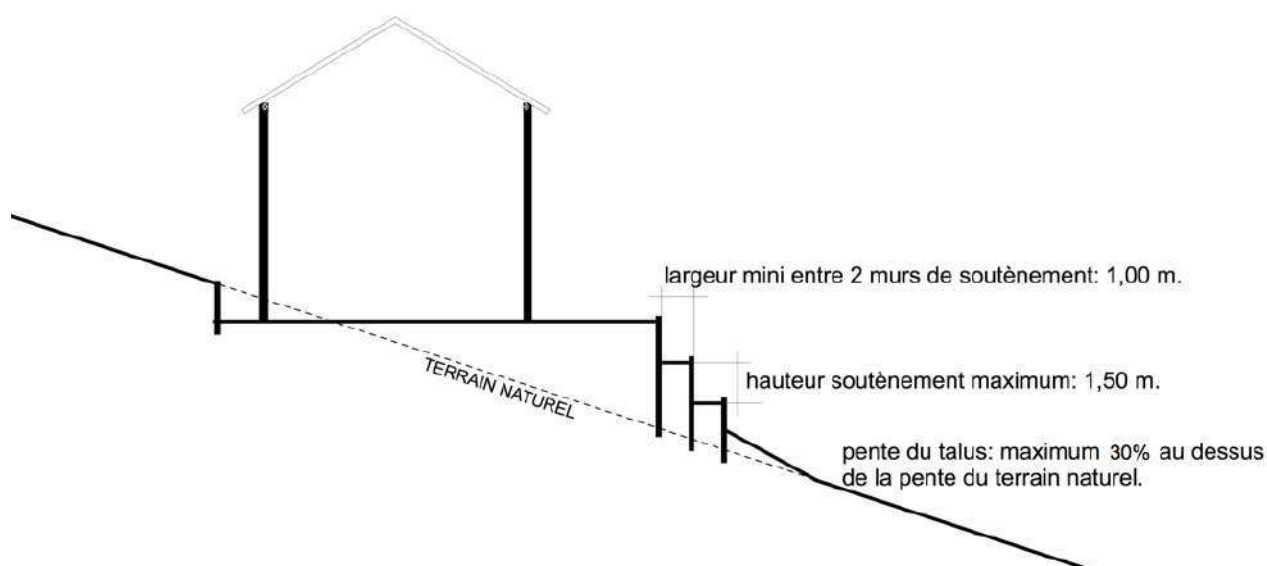 largeur mini entre 2 murs de soutènement: 1,00 m.
TERRAIN NATUREL
hauteur soutènement maximum: 1,50 m.
pente du talus: maximum 30% au dessus
de la pente du terrain naturel.